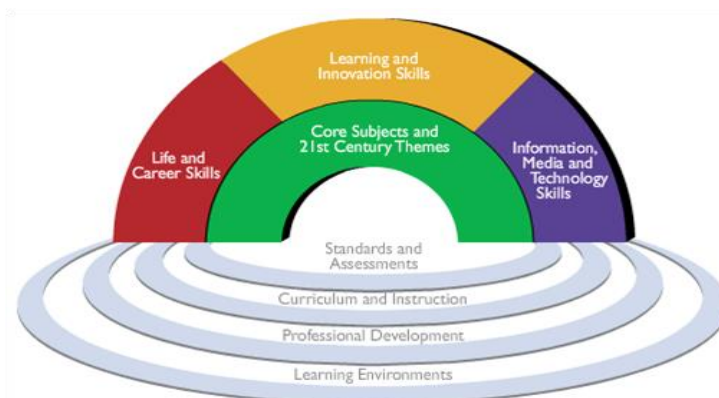 Learning and
Innovation Skills
Core Subjects and
21st Century Themes
Life and
Career Skills
Information,
Media and
Technology
Skills
Standards and
Assessments
Curriculum and Instruction
Professional Development
Learning Environments